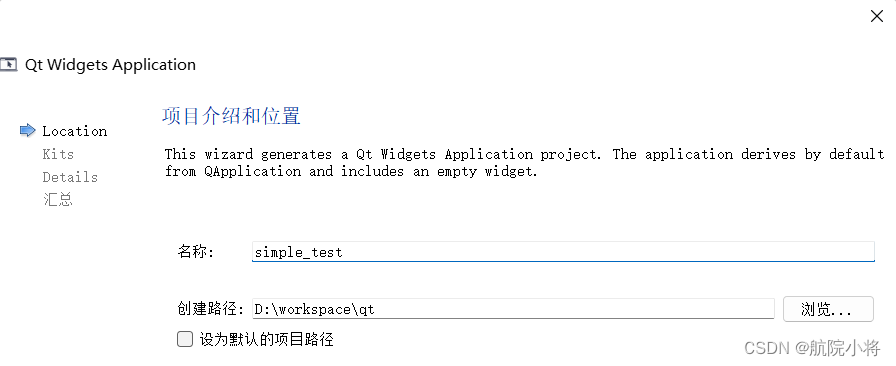 Qt Widgets Application
项目介绍和位置
Location
Kits
Details
汇总
This wizard generates a Qt Widgets Application project. The application derives by default
from QApplication and includes an empty widget.
名称: simple_test
创建路径: D:\workspace\qt 浏览...
设为默认的项目路径
CSDN @航院小将